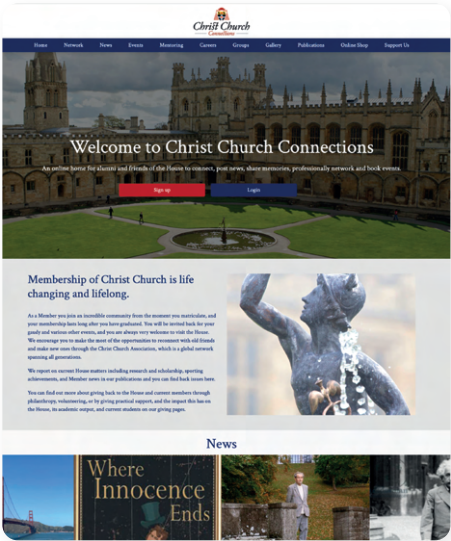 Christ Church
Connections
Home Network News Events Mentoring Careers Groups Gallery Publications Online Shop Support Us
Welcome to Christ Church Connections
An online home for alumni and friends of the House to connect, post news, share memories, professionally network and book events.
Sign up Login
Membership of Christ Church is life
changing and lifelong.
As a Member you join an incredible community from the moment you matriculate, and
your membership lasts long after you have graduated. You will be invited back for your
gaudy and various other events, and you are always very welcome to visit the House.
We encourage you to make the most of the opportunities to reconnect with old friends
and make new ones through the Christ Church Association, which is a global network
spanning all generations.
We report on current House matters including research and scholarship, sporting
achievements, and Member news in our publications and you can find back issues here.
You can find out more about giving back to the House and current members through
philanthropy, volunteering, or by giving practical support, and the impact this has on
the House, its academic output, and current students on our giving pages.
News
Where
Innocence
Ends